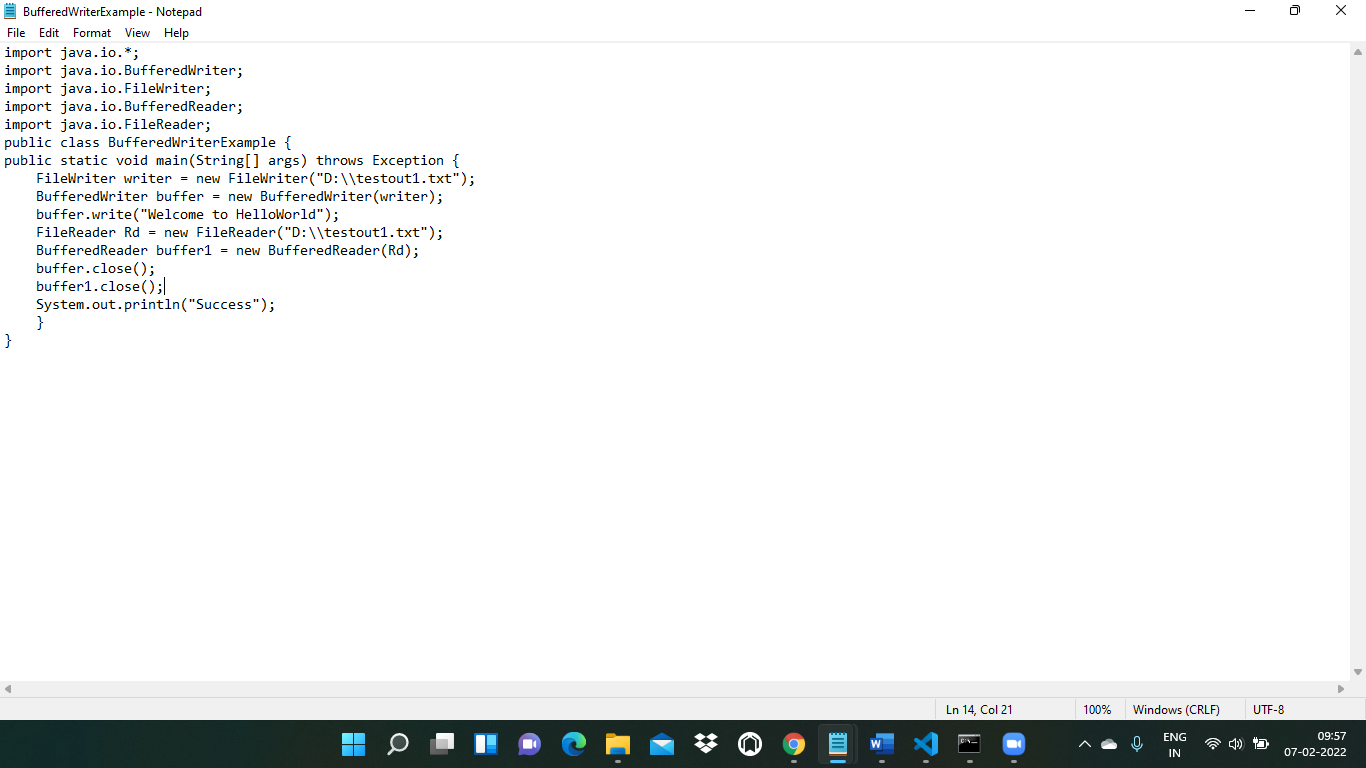 BufferedWriterExample - Notepad
File Edit Format View Help
import java.io.*;
import java.io.BufferedWriter;
import java.io.FileWriter;
import java.io.BufferedReader;
import java.io.FileReader;
public class BufferedWriterExample {
public static void main(String[] args) throws Exception {
    FileWriter writer = new FileWriter("D:\\testout1.txt");
    BufferedWriter buffer = new BufferedWriter(writer);
    buffer.write("Welcome to HelloWorld");
    FileReader Rd = new FileReader("D:\\testout1.txt");
    BufferedReader buffer1 = new BufferedReader(Rd);
    buffer.close();
    buffer1.close();
    System.out.println("Success");
    }
}
Ln 14, Col 21 100% Windows (CRLF) UTF-8
ENG 09:57
IN 07-02-2022